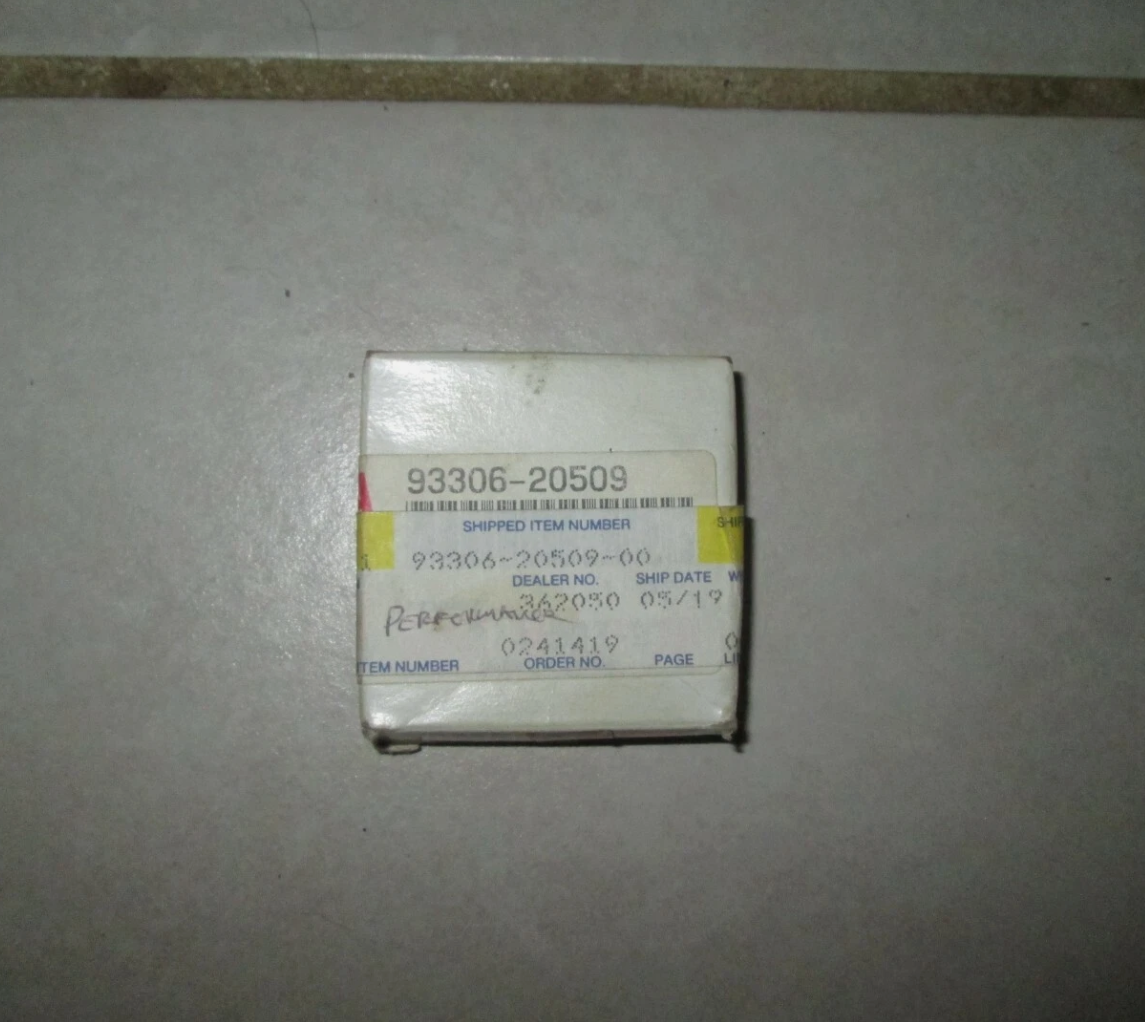 93306-20509
SHIPPED ITEM NUMBER
93306-20509-00
DEALER NO. SHIP DATE
362050 05/19
PERFORMANCE
0241419
ITEM NUMBER ORDER NO. PAGE